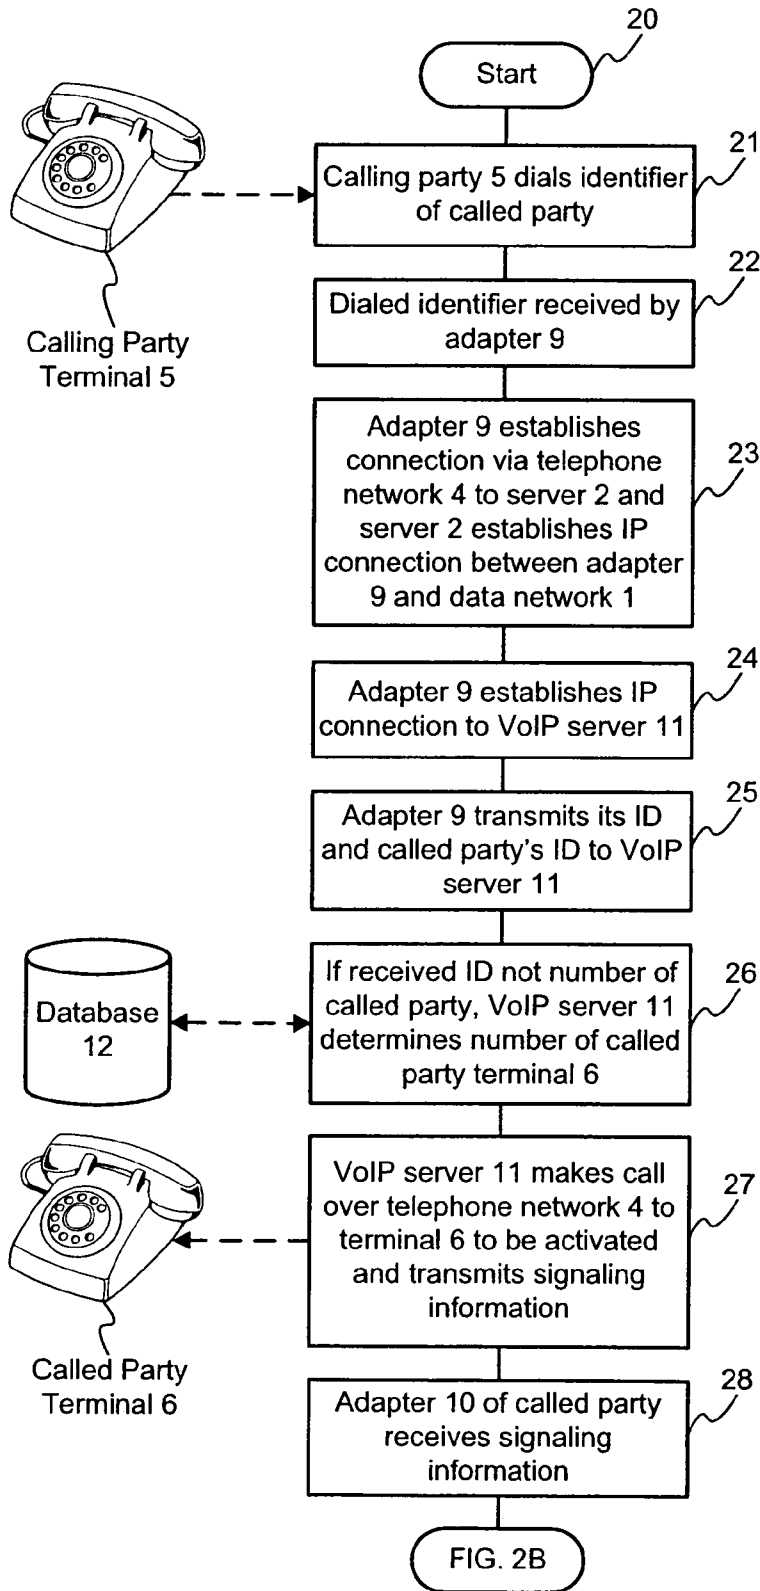 20
Start
21
Calling party 5 dials identifier
of called party
Calling Party
Terminal 5
22
Dialed identifier received by
adapter 9
23
Adapter 9 establishes
connection via telephone
network 4 to server 2 and
server 2 establishes IP
connection between adapter
9 and data network 1
24
Adapter 9 establishes IP
connection to VoIP server 11
25
Adapter 9 transmits its ID
and called party's ID to VoIP
server 11
26
If received ID not number of
called party, VoIP server 11
determines number of called
party terminal 6
Database
12
27
VoIP server 11 makes call
over telephone network 4 to
terminal 6 to be activated
and transmits signaling
information
Called Party
Terminal 6
28
Adapter 10 of called party
receives signaling
information
FIG. 2B